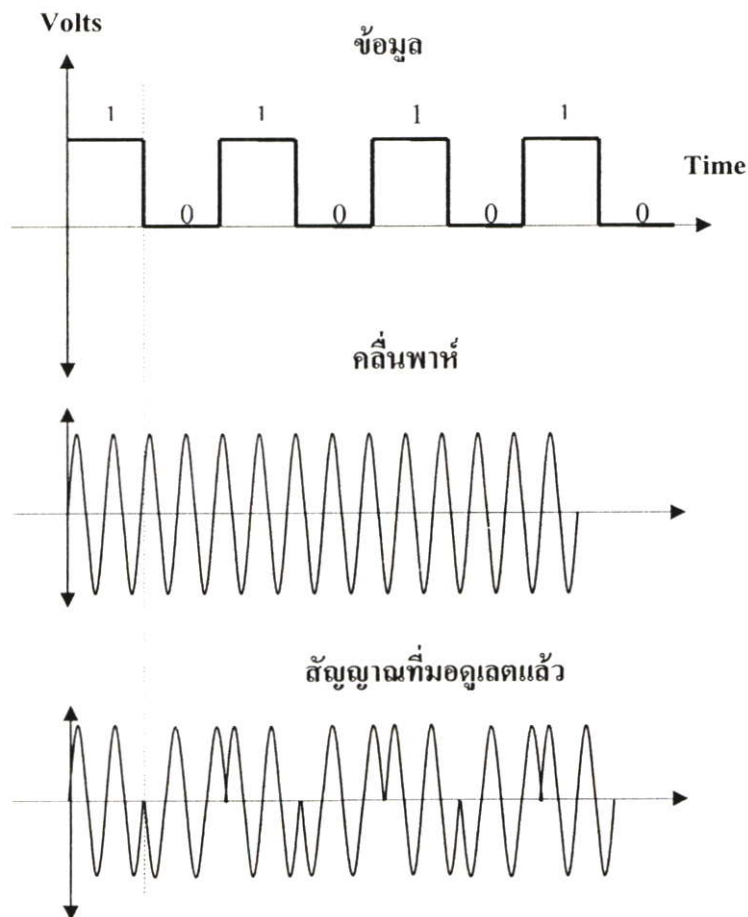 Volts
ข้อมูล
1 1 1 1
Time
0 0 0 0
คลื่นพาห์
สัญญาณที่มอดูเลตแล้ว